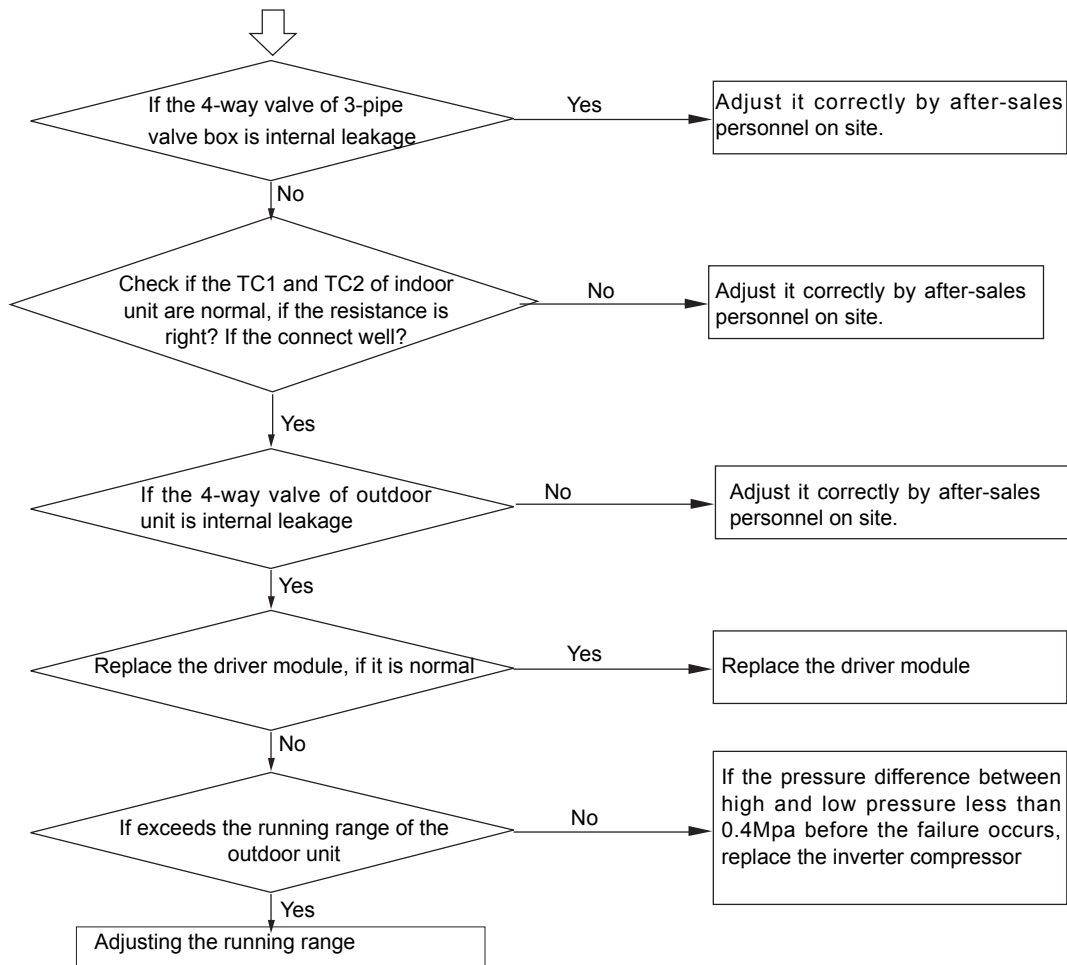 If the 4-way valve of 3-pipe
valve box is internal leakage
Yes
Adjust it correctly by after-sales
personnel on site.
No
Check if the TC1 and TC2 of indoor
unit are normal, if the resistance is
right? If the connect well?
No
Adjust it correctly by after-sales
personnel on site.
Yes
If the 4-way valve of outdoor
unit is internal leakage
No
Adjust it correctly by after-sales
personnel on site.
Yes
Replace the driver module, if it is normal
Yes
Replace the driver module
No
If exceeds the running range of the
outdoor unit
No
If the pressure difference between
high and low pressure less than
0.4Mpa before the failure occurs,
replace the inverter compressor
Yes
Adjusting the running range